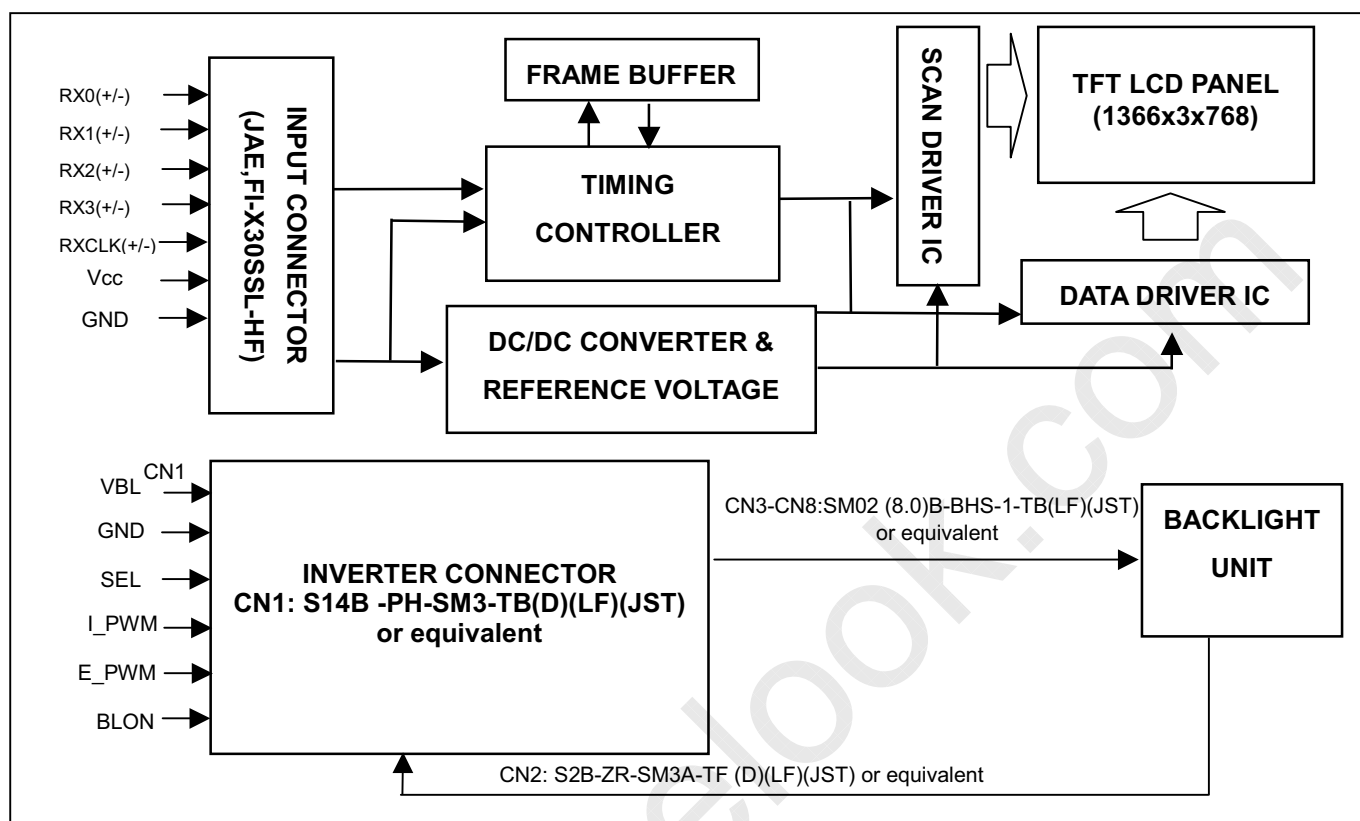 FRAME BUFFER
SCAN DRIVER IC
TFT LCD PANEL
(1366x3x768)
RX0(+/-)
RX1(+/-)
RX2(+/-)
RX3(+/-)
RXCLK(+/-)
Vcc
GND
INPUT CONNECTOR
(JAE,FI-X30SSL-HF)
TIMING
CONTROLLER
DATA DRIVER IC
DC/DC CONVERTER &
REFERENCE VOLTAGE
CN1
VBL
GND
SEL
I_PWM
E_PWM
BLON
INVERTER CONNECTOR
CN1: S14B -PH-SM3-TB(D)(LF)(JST)
or equivalent
CN3-CN8:SM02 (8.0)B-BHS-1-TB(LF)(JST)
or equivalent
BACKLIGHT
UNIT
CN2: S2B-ZR-SM3A-TF (D)(LF)(JST) or equivalent
elook.com